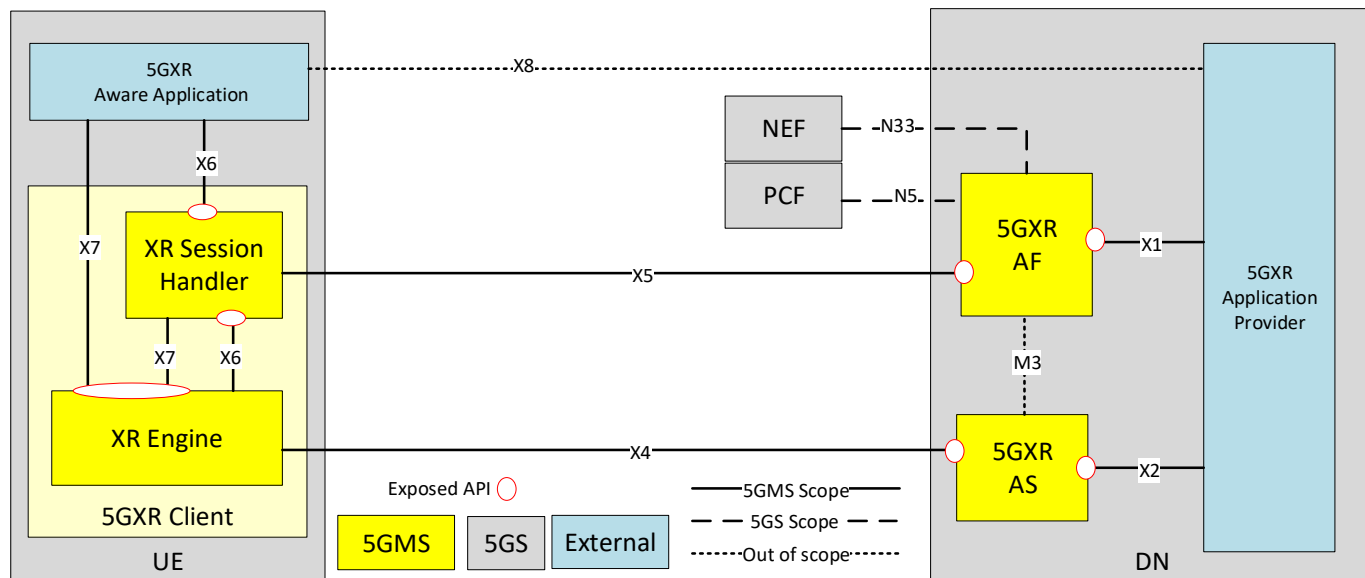 5GXR
Aware Application
X8
NEF
N33
PCF
N5
X6
X7
XR Session
Handler
X5
5GXR
AF
X1
5GXR
Application
Provider
X7
X6
M3
XR Engine
X4
5GXR
AS
X2
5GXR Client
UE
Exposed API
5GMS
5GS
External
5GMS Scope
5GS Scope
Out of scope
DN